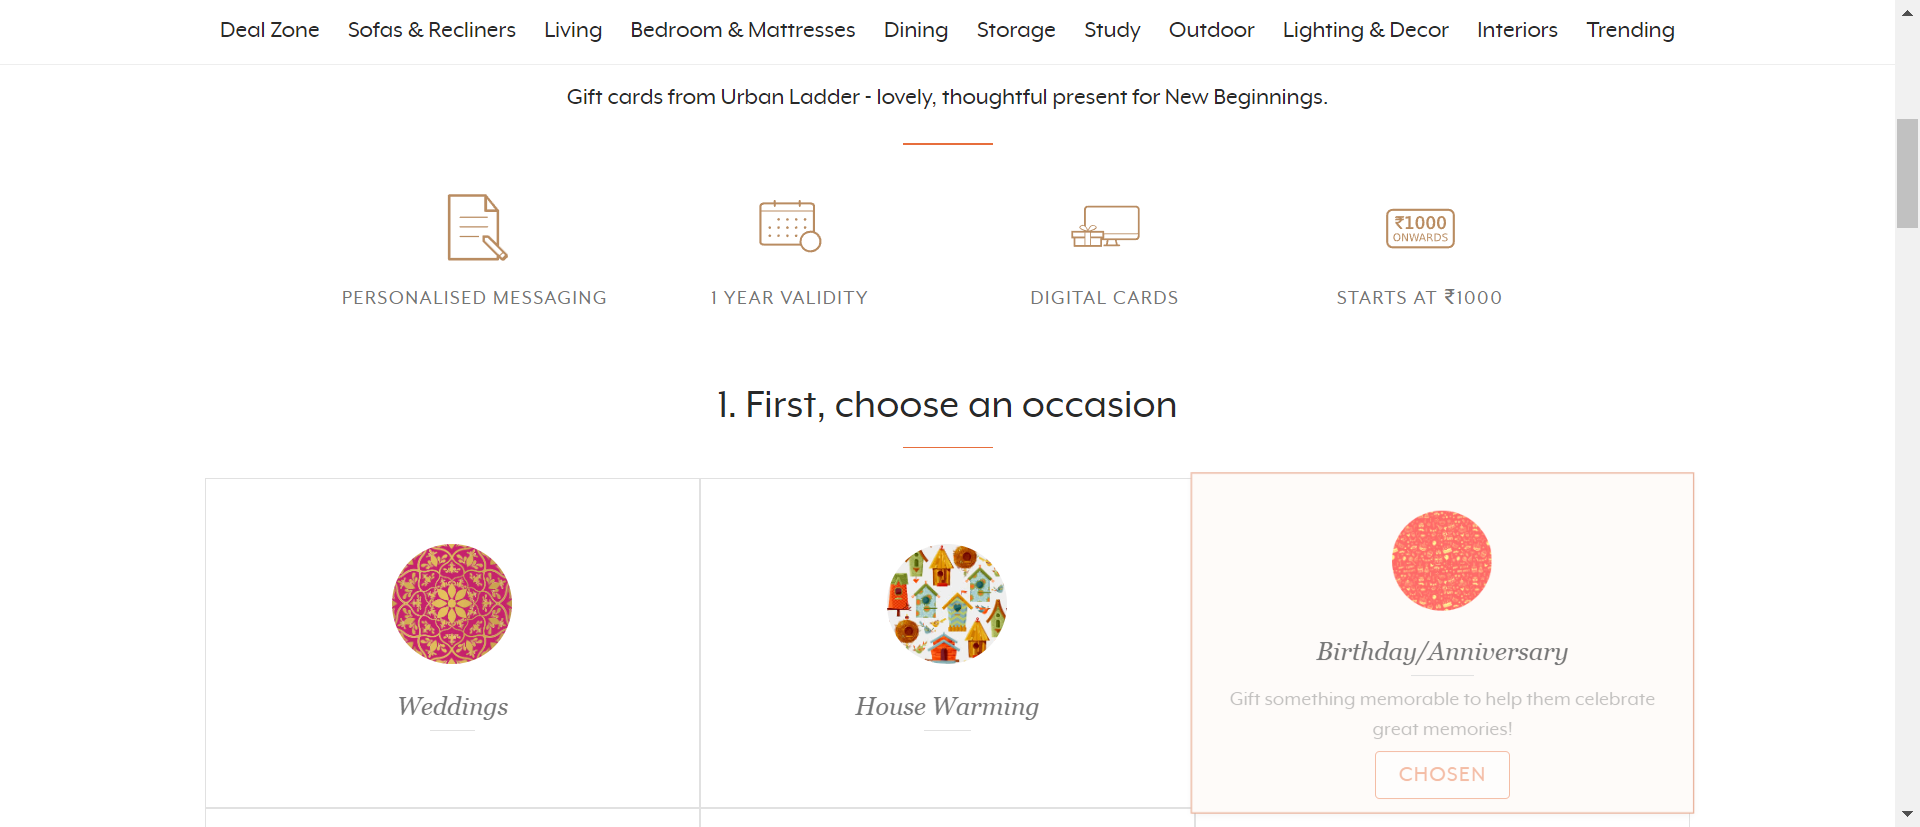 Deal Zone Sofas & Recliners Living Bedroom & Mattresses Dining Storage Study Outdoor Lighting & Decor Interiors Trending
Gift cards from Urban Ladder - lovely, thoughtful present for New Beginnings.
₹1000
ONWARDS
PERSONALISED MESSAGING 1 YEAR VALIDITY DIGITAL CARDS STARTS AT ₹1000
1. First, choose an occasion
Weddings
House Warming
Birthday/Anniversary
Gift something memorable to help them celebrate
great memories!
CHOSEN